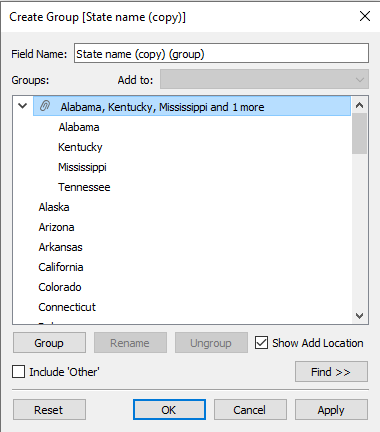 Create Group [State name (copy)]
Field Name: State name (copy) (group)
Groups: Add to:
Alabama, Kentucky, Mississippi and 1 more
Alabama
Kentucky
Mississippi
Tennessee
Alaska
Arizona
Arkansas
California
Colorado
Connecticut
Group Rename Ungroup Show Add Location
Include 'Other' Find >>
Reset OK Cancel Apply